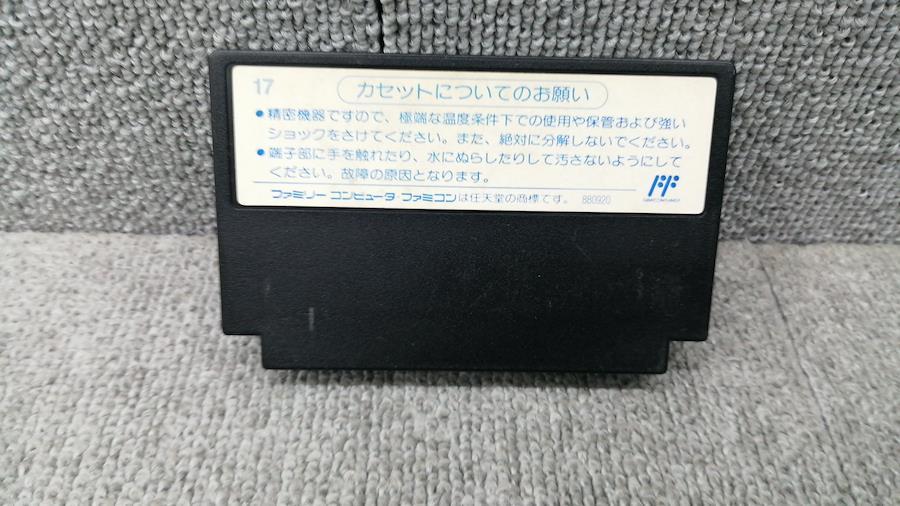 17
カセットについてのお願い
●精密機器ですので、極端な温度条件下での使用や保管および強い
ショックをさけてください。また、絶対に分解しないでください。
●端子部に手を触れたり、水にぬらしたりして汚さないようにして
ください。故障の原因となります。
ファミリーコンピュータ・ファミコンは任天堂の商標です。 880920